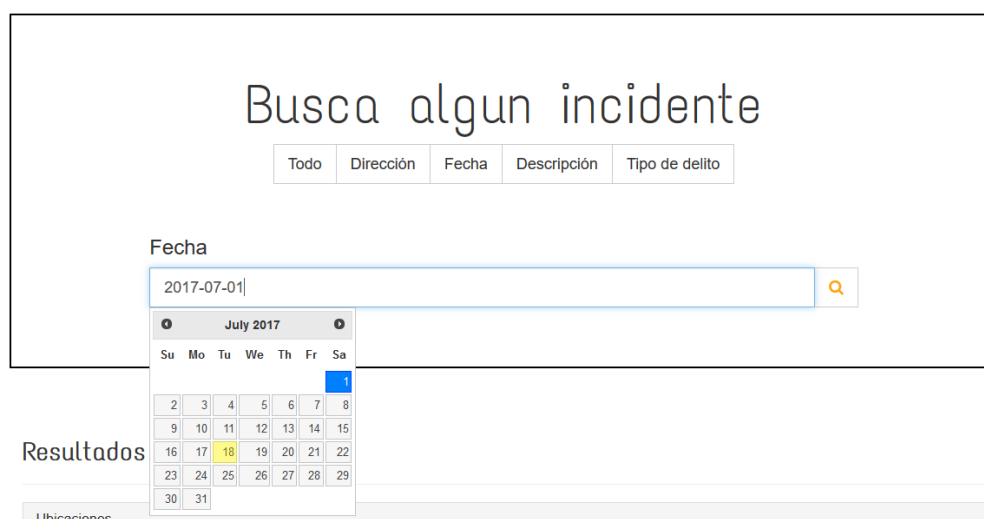 Busca algun incidente
Todo Dirección Fecha Descripción Tipo de delito
Fecha
2017-07-01
July 2017
Su Mo Tu We Th Fr Sa
1
2 3 4 5 6 7 8
9 10 11 12 13 14 15
Resultados
16 17 18 19 20 21 22
23 24 25 26 27 28 29
30 31
Ubicaciones